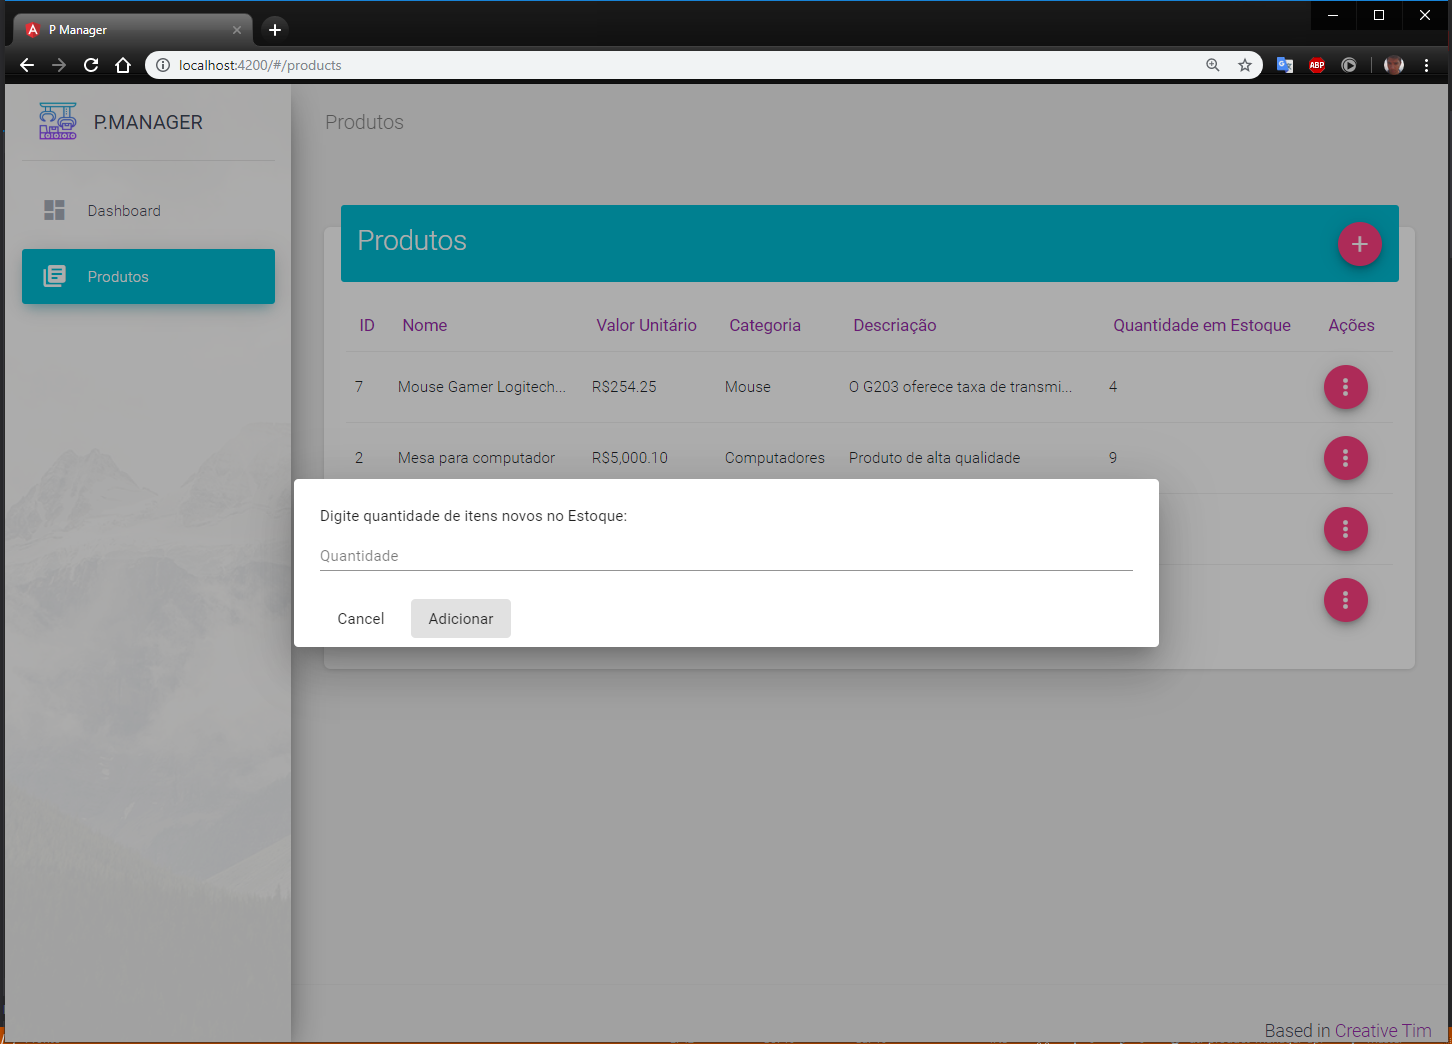 P Manager
localhost:4200/#/products
ABP
P.MANAGER
Dashboard
Produtos
Produtos
Produtos
ID Nome Valor Unitário Categoria Descriação Quantidade em Estoque Ações
7 Mouse Gamer Logitech... R$254.25 Mouse O G203 oferece taxa de transmi... 4
2 Mesa para computador R$5,000.10 Computadores Produto de alta qualidade 9
Digite quantidade de itens novos no Estoque:
Quantidade
Cancel Adicionar
Based in Creative Tim